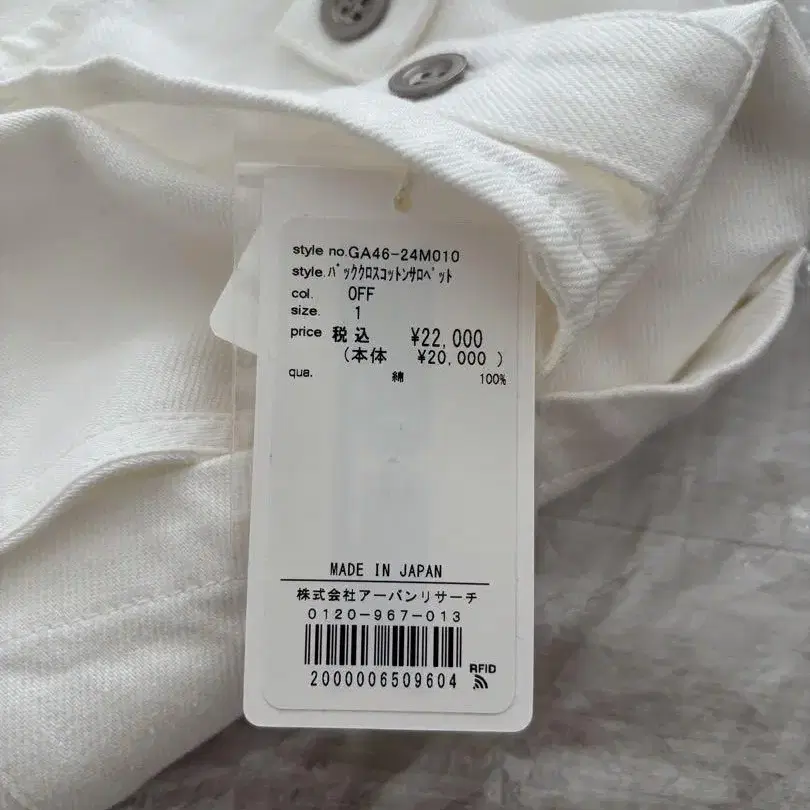 style no.GA46-24M010
style.ﾊﾞｯｸｸﾛｽｺｯﾄﾝｻﾛﾍﾟｯﾄ
col. OFF
size. 1
price 税込 ¥22,000
(本体 ¥20,000 )
qua. 綿 100%
MADE IN JAPAN
株式会社アーバンリサーチ
0120-967-013
RFID
2000006509604